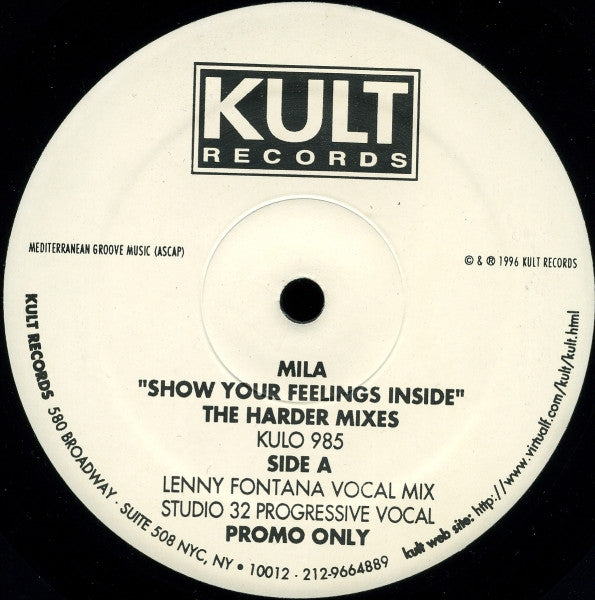 KULT
RECORDS
MEDITERRANEAN GROOVE MUSIC (ASCAP)
© & ℗ 1996 KULT RECORDS
MILA
"SHOW YOUR FEELINGS INSIDE"
THE HARDER MIXES
KULO 985
SIDE A
LENNY FONTANA VOCAL MIX
STUDIO 32 PROGRESSIVE VOCAL
PROMO ONLY
KULT RECORDS 580 BROADWAY · SUITE 508 NYC, NY • 10012 · 212-9664889
kult web site: http://www.virtualf.com/kult/kult.html